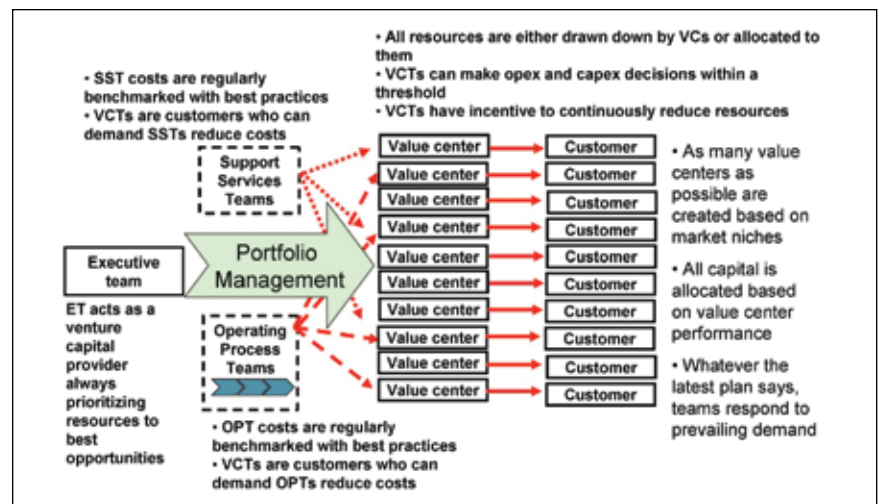 • All resources are either drawn down by VCs or allocated to
them
• VCTs can make opex and capex decisions within a
threshold
• VCTs have incentive to continuously reduce resources
• SST costs are regularly
benchmarked with best practices
• VCTs are customers who can
demand SSTs reduce costs
Support
Services
Teams
Portfolio
Management
Executive
team
ET acts as a
venture
capital
provider
always
prioritizing
resources to
best
opportunities
Operating
Process
Teams
• OPT costs are regularly
benchmarked with best practices
• VCTs are customers who can
demand OPTs reduce costs
Value center
Customer
Value center
Customer
Value center
Customer
Value center
Customer
Value center
Customer
Value center
Customer
Value center
Customer
Value center
Customer
Value center
Customer
Value center
Customer
• As many value
centers as
possible are
created based on
market niches
• All capital is
allocated based
on value center
performance
• Whatever the
latest plan says,
teams respond to
prevailing demand